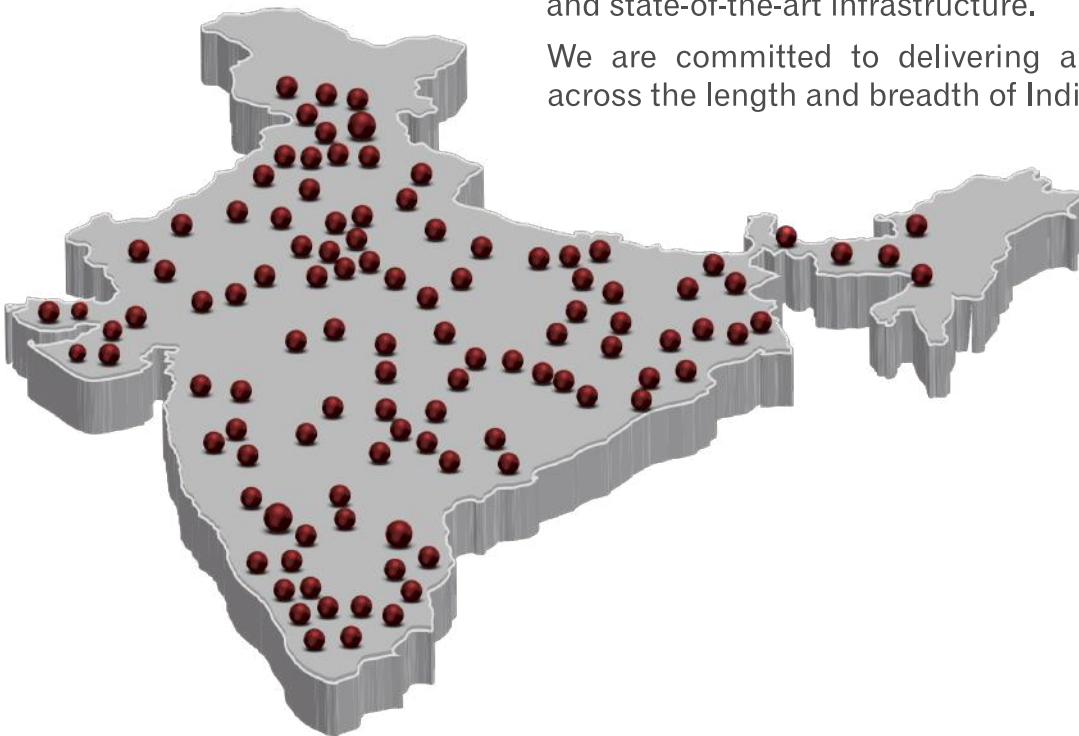 and state-of-the-art infrastructure.
We are committed to delivering a
across the length and breadth of Indi